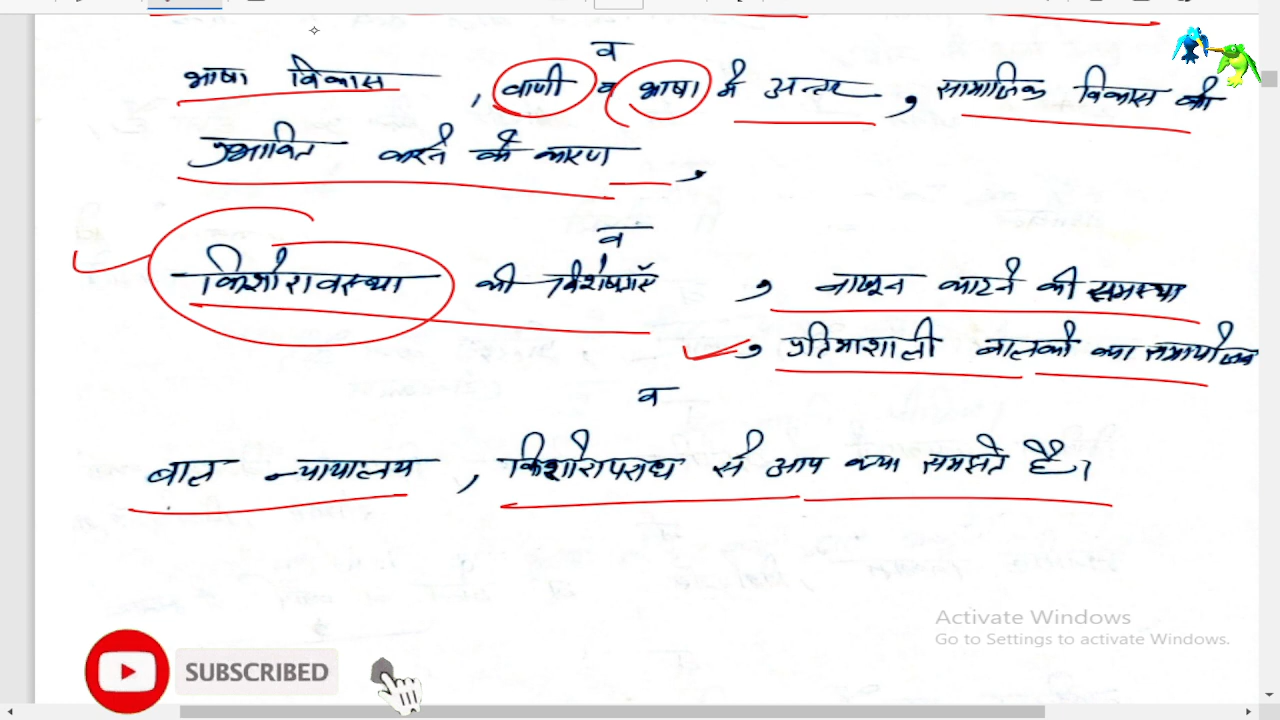 व
भाषा विकास , वाणी व भाषा में अन्तर , सामाजिक विकास को
प्रभावित करने के कारण ,
व
किशोरावस्था की विशेषताएँ , नाखून काटने की समस्या
, प्रतिभाशाली बालकों का समायोजन
व
बाल न्यायालय , किशोरापराध से आप क्या समझते हैं।
Activate Windows
Go to Settings to activate Windows.
SUBSCRIBED